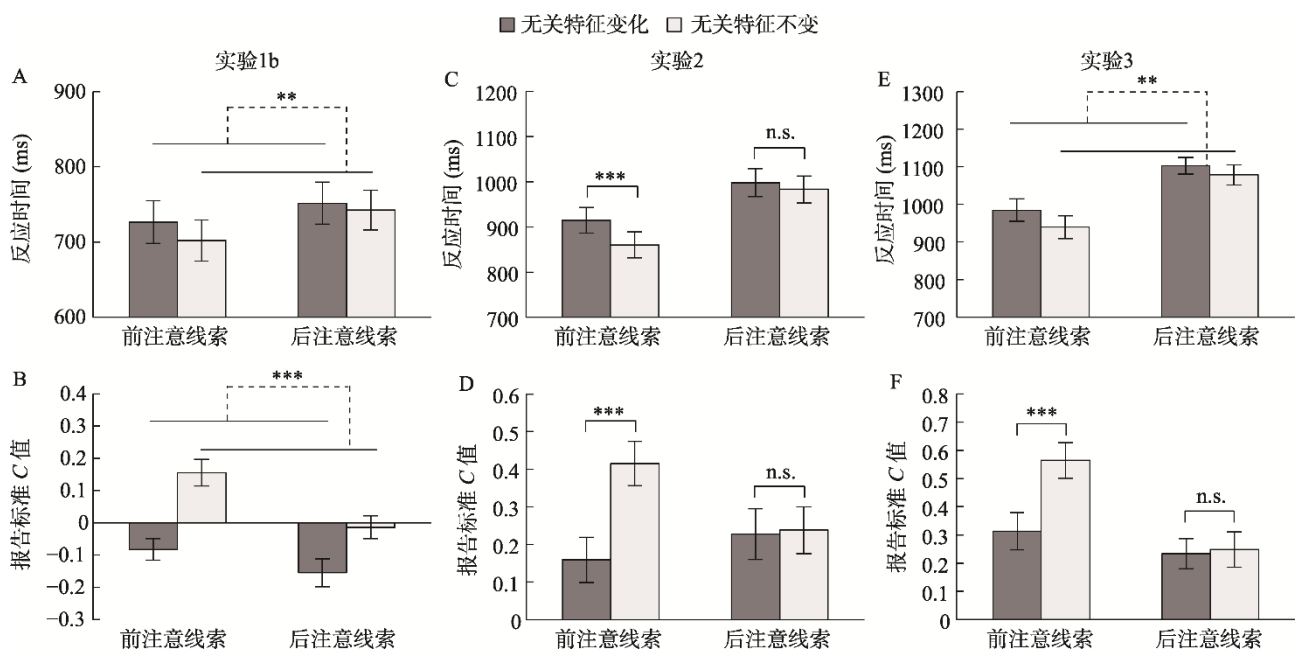 无关特征变化 无关特征不变
实验1b
A
反应时间 (ms)
900
800
700
600
**
前注意线索 后注意线索
实验2
C
反应时间 (ms)
1200
1100
1000
900
800
700
***
n.s.
前注意线索 后注意线索
实验3
E
反应时间 (ms)
1300
1200
1100
1000
900
800
700
**
前注意线索 后注意线索
B
报告标准 C 值
0.4
0.3
0.2
0.1
0
−0.1
−0.2
−0.3
***
前注意线索 后注意线索
D
报告标准 C 值
0.6
0.5
0.4
0.3
0.2
0.1
0
***
n.s.
前注意线索 后注意线索
F
报告标准 C 值
0.8
0.7
0.6
0.5
0.4
0.3
0.2
0.1
0
***
n.s.
前注意线索 后注意线索